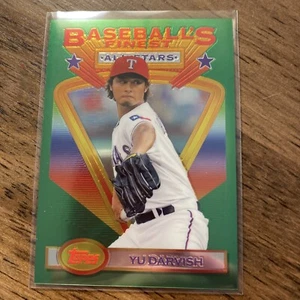 BASEBALL'S
FINEST
ALL-STARS
T
Topps
YU DARVISH